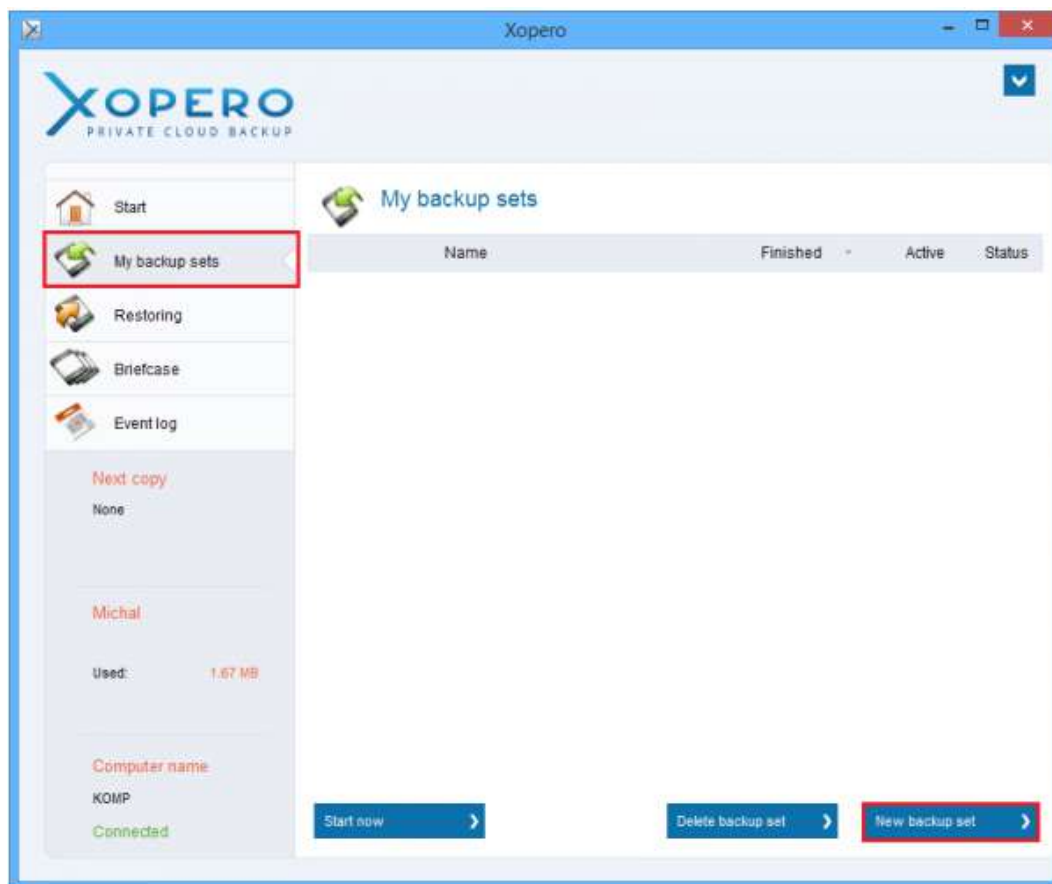 Xopero
XOPERO
PRIVATE CLOUD BACKUP
Start
My backup sets
Restoring
Briefcase
Event log
Next copy
None
Michal
Used: 1.67 MB
Computer name
KOMP
Connected
My backup sets
Name Finished Active Status
Start now Delete backup set New backup set